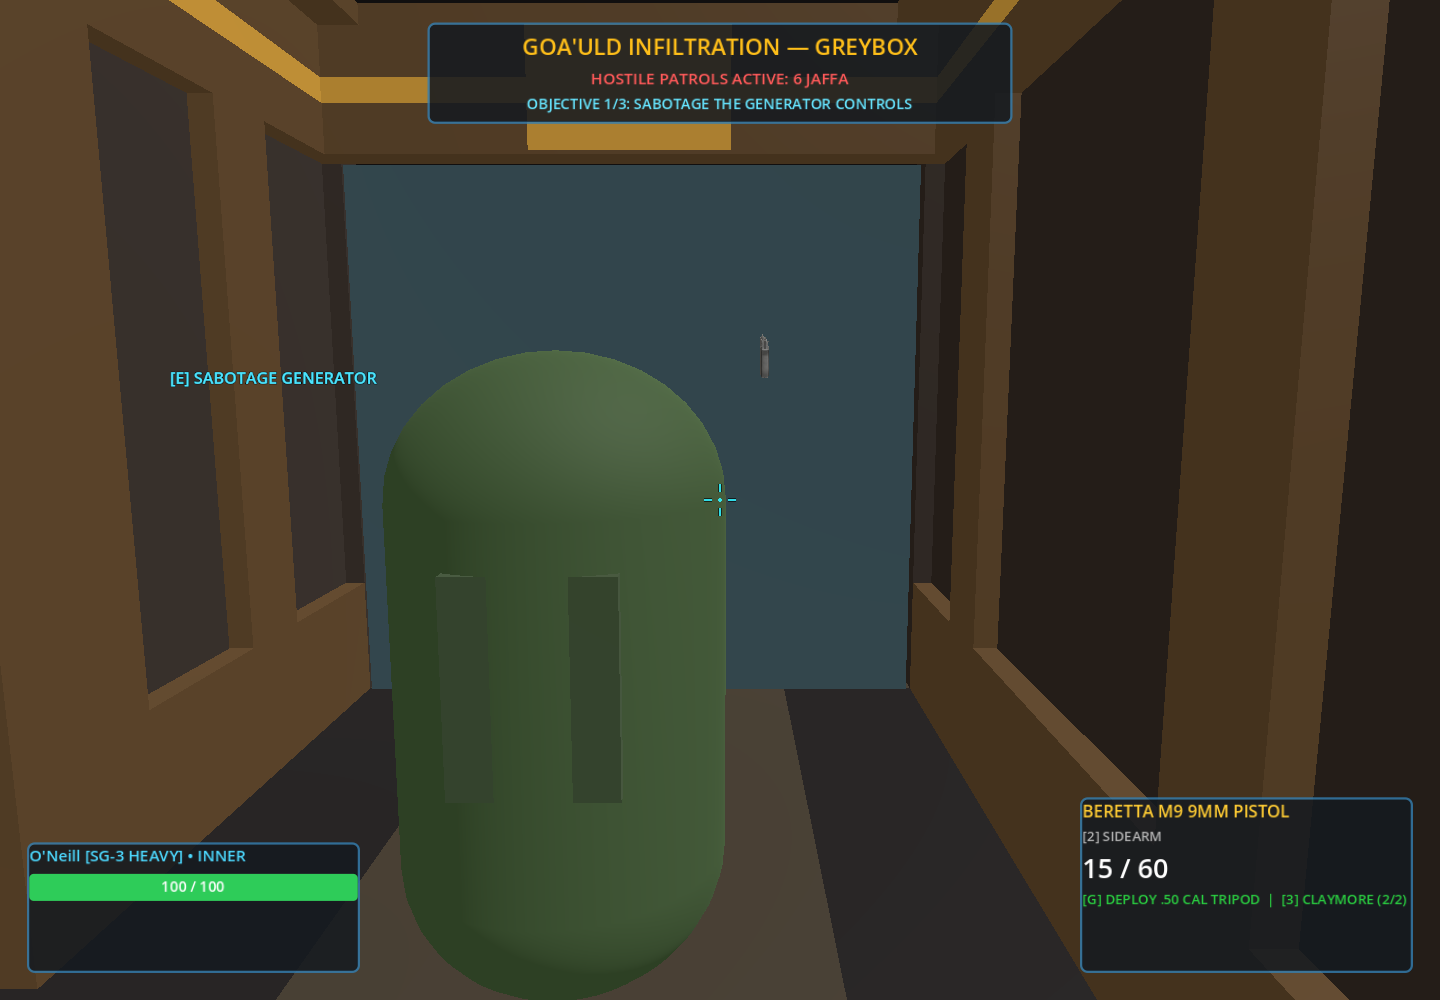 GOA'ULD INFILTRATION — GREYBOX
HOSTILE PATROLS ACTIVE: 6 JAFFA
OBJECTIVE 1/3: SABOTAGE THE GENERATOR CONTROLS
[E] SABOTAGE GENERATOR
O'Neill [SG-3 HEAVY] • INNER
100 / 100
BERETTA M9 9MM PISTOL
[2] SIDEARM
15 / 60
[G] DEPLOY .50 CAL TRIPOD | [3] CLAYMORE (2/2)